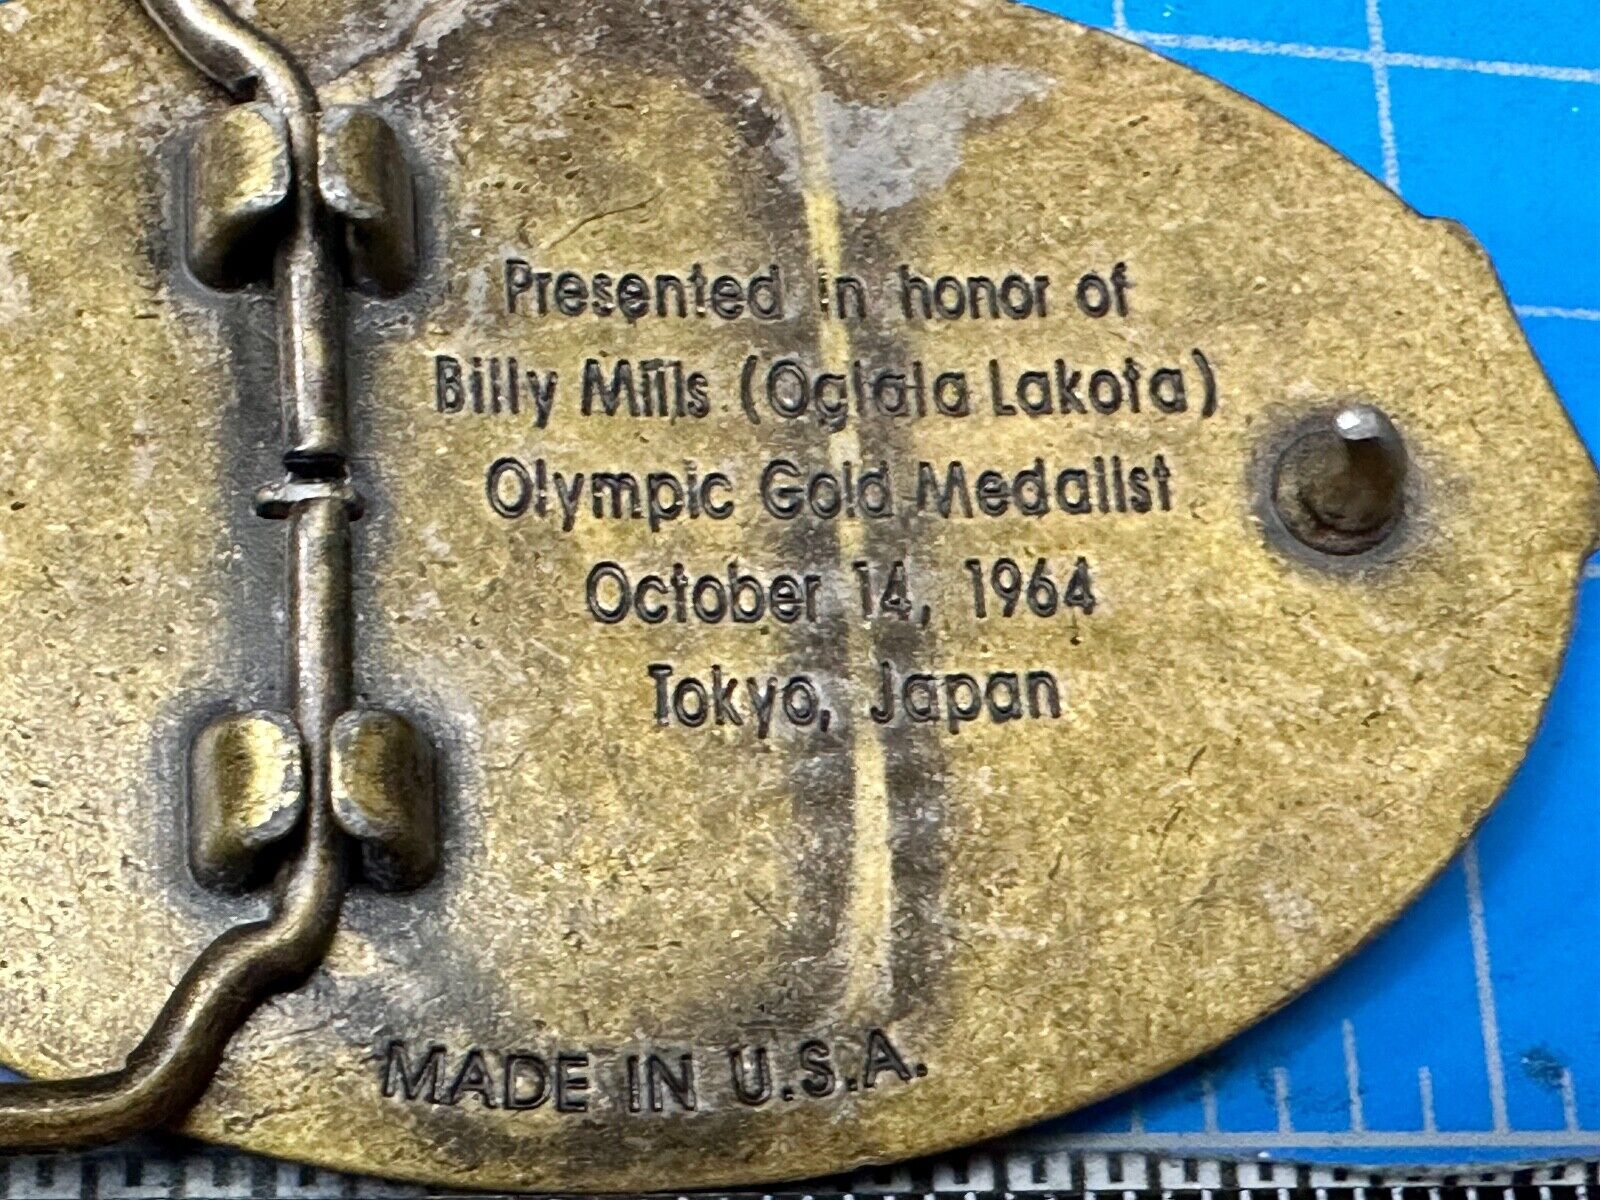 Presented in honor of
Billy Mills (Oglala Lakota)
Olympic Gold Medalist
October 14, 1964
Tokyo, Japan
MADE IN U.S.A.